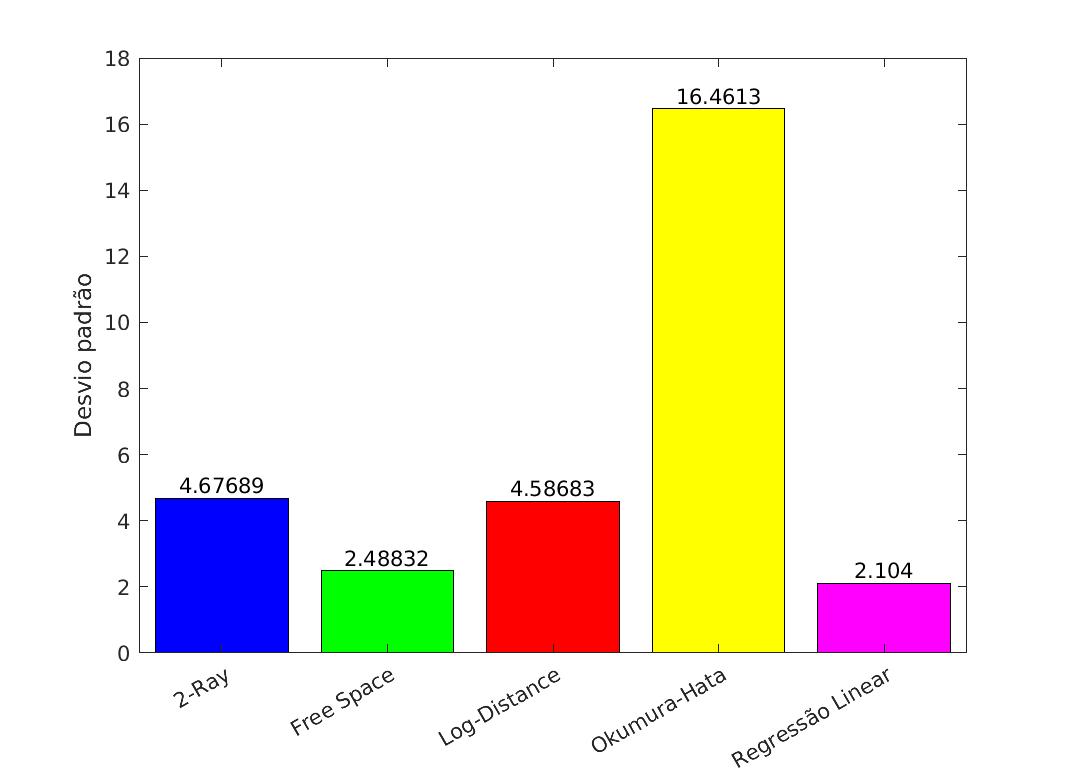 18
16
14
12
10
8
6
4
2
0
Desvio padrão
4.67689
2.48832
4.58683
16.4613
2.104
2-Ray
Free Space
Log-Distance
Okumura-Hata
Regressão Linear